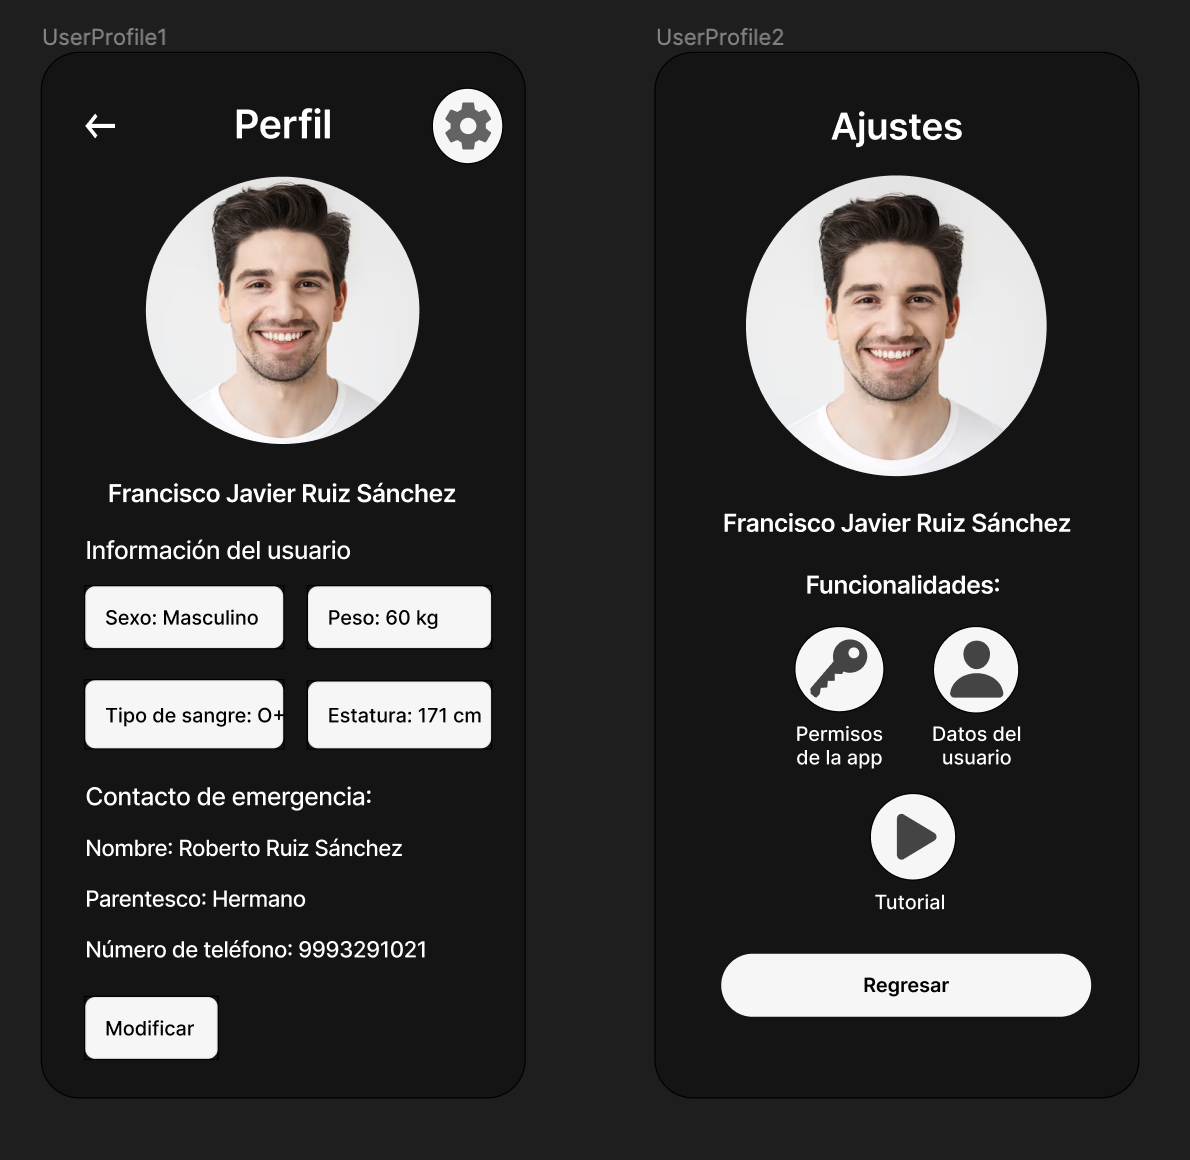 UserProfile1
Perfil
Francisco Javier Ruiz Sánchez
Información del usuario
Sexo: Masculino
Peso: 60 kg
Tipo de sangre: O+
Estatura: 171 cm
Contacto de emergencia:
Nombre: Roberto Ruiz Sánchez
Parentesco: Hermano
Número de teléfono: 9993291021
Modificar
UserProfile2
Ajustes
Francisco Javier Ruiz Sánchez
Funcionalidades:
Permisos
de la app
Datos del
usuario
Tutorial
Regresar